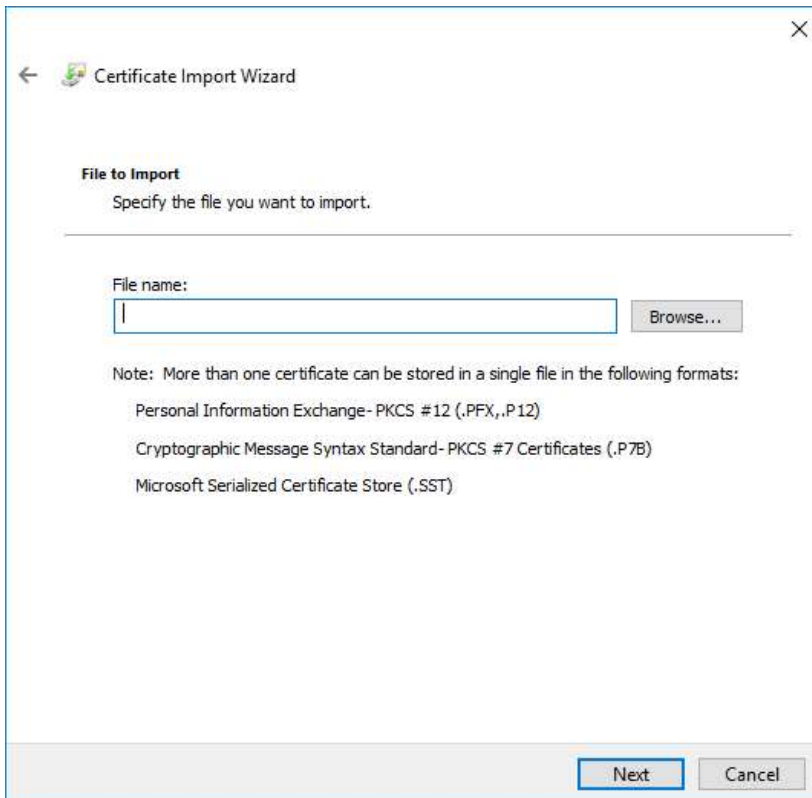 Certificate Import Wizard
File to Import
Specify the file you want to import.
File name:
Browse...
Note: More than one certificate can be stored in a single file in the following formats:
Personal Information Exchange- PKCS #12 (.PFX,.P12)
Cryptographic Message Syntax Standard- PKCS #7 Certificates (.P7B)
Microsoft Serialized Certificate Store (.SST)
Next Cancel